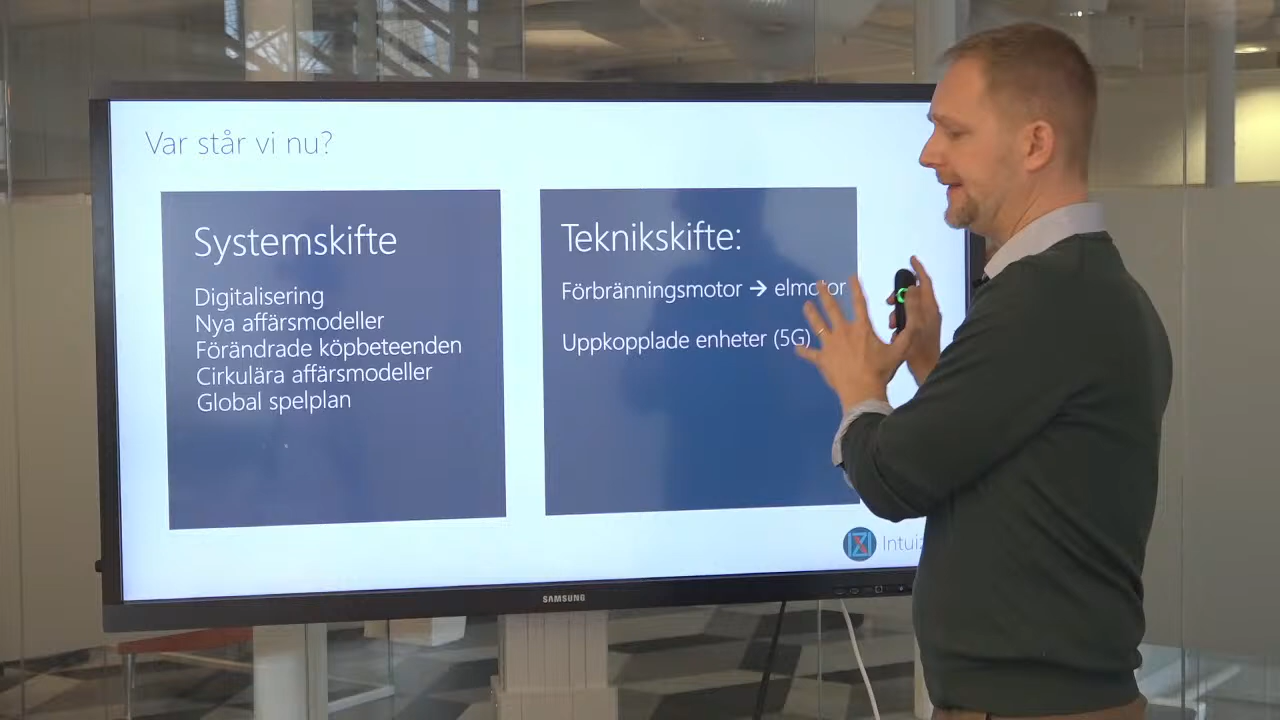 Var står vi nu?
Systemskifte
Digitalisering
Nya affärsmodeller
Förändrade köpbeteenden
Cirkulära affärsmodeller
Global spelplan
Teknikskifte:
Förbränningsmotor → elmotor
Uppkopplade enheter (5G)
SAMSUNG